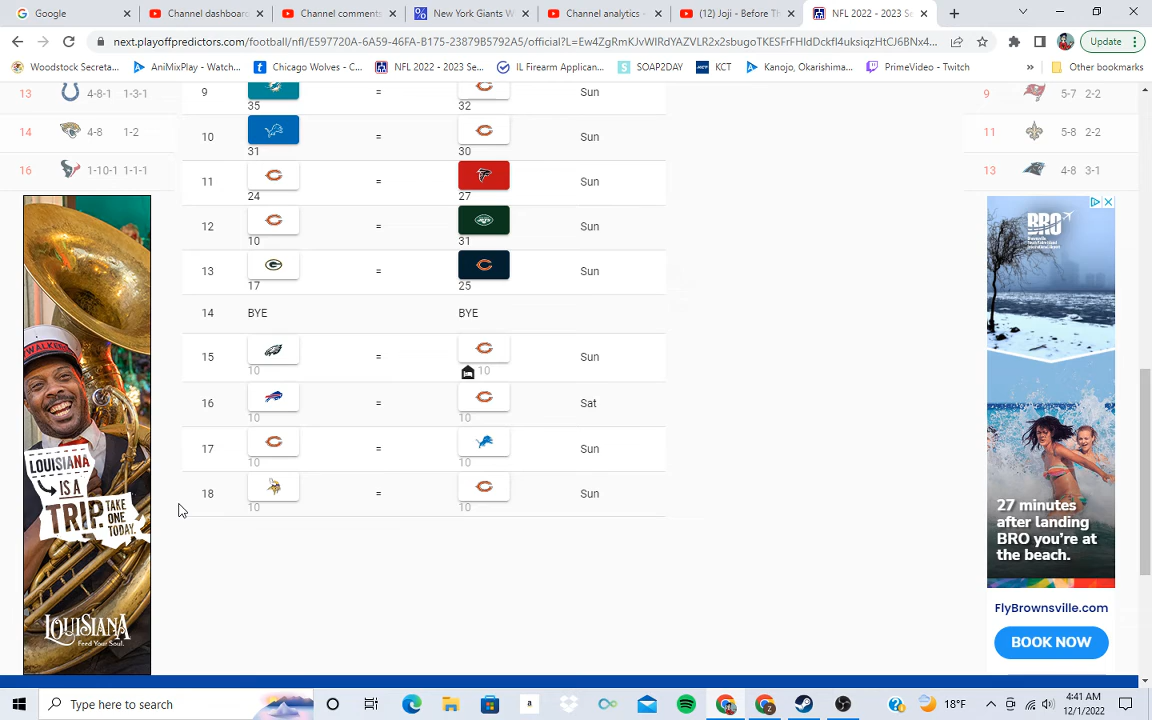 Google
Channel dashboard
Channel comments
New York Giants W
Channel analytics -
(12) Joji - Before Th
NFL 2022 - 2023 Se
next.playoffpredictors.com/football/nfl/E597720A-6A59-46FA-B175-23879B5792A5/official?L=Ew4ZgRmKJvWIRdYAZVLR2x2sbugoTKESFrFHIdDckfl4uksiqzHtCJ6BNx4...
Update
Woodstock Secreta...
AniMixPlay - Watch...
Chicago Wolves - C...
NFL 2022 - 2023 Se...
IL Firearm Applican...
SOAP2DAY
KCT
Kanojo, Okarishima...
PrimeVideo - Twitch
»
Other bookmarks
13 4-8-1 1-3-1
14 4-8 1-2
16 1-10-1 1-1-1
9 = Sun
35 32
10 = Sun
31 30
11 = Sun
24 27
12 = Sun
10 31
13 = Sun
17 25
14 BYE BYE
15 = Sun
10 10
16 = Sat
10 10
17 = Sun
10 10
18 = Sun
10 10
9 5-7 2-2
11 5-8 2-2
13 4-8 3-1
WALKER
LOUISIANA
IS A
TRIP.
TAKE
ONE
TODAY.
LOUISIANA
Feed Your Soul.
BRO
27 minutes
after landing
BRO you're at
the beach.
FlyBrownsville.com
BOOK NOW
Type here to search
a
2
18°F
4:41 AM
12/1/2022